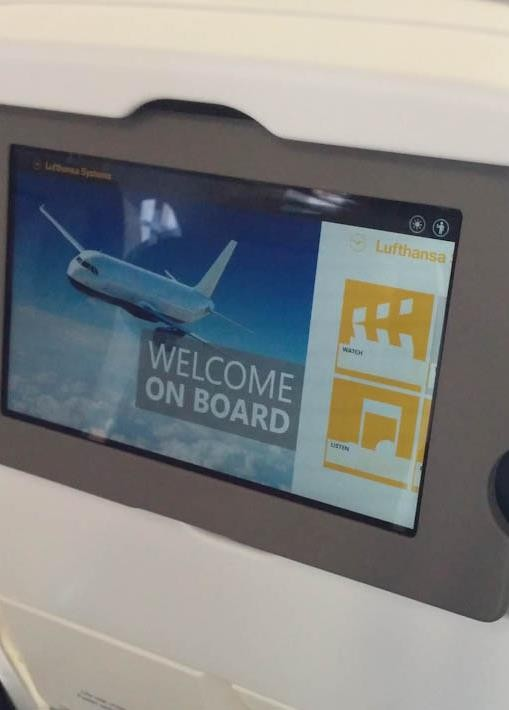 Lufthansa Systems
Lufthansa
WELCOME
ON BOARD
WATCH
LISTEN